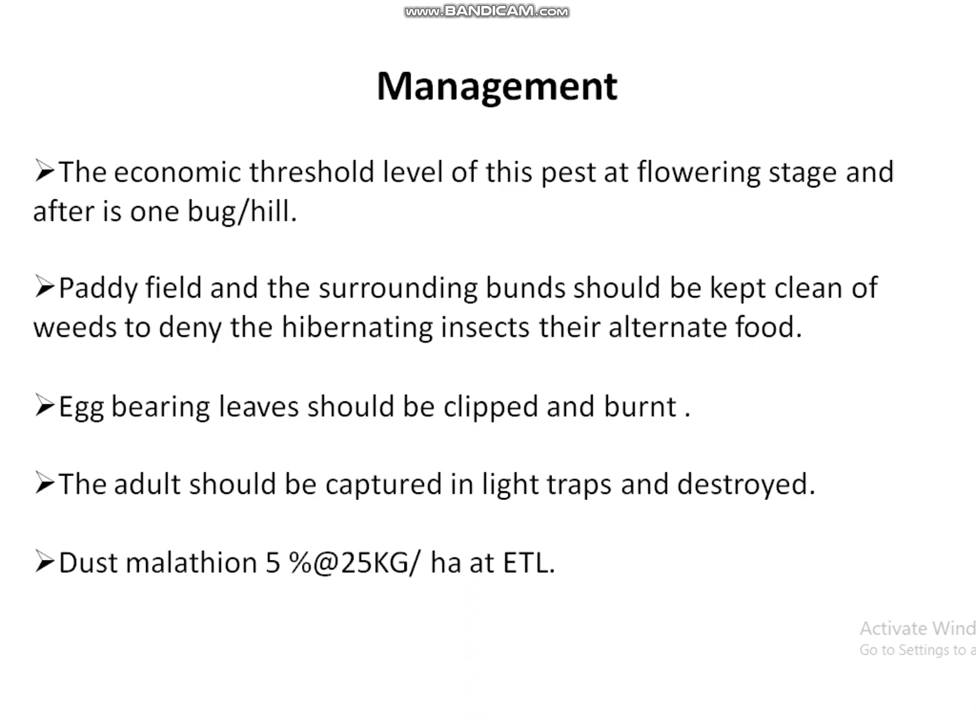 www.BANDICAM.com
Management
➢The economic threshold level of this pest at flowering stage and
after is one bug/hill.
➢Paddy field and the surrounding bunds should be kept clean of
weeds to deny the hibernating insects their alternate food.
➢Egg bearing leaves should be clipped and burnt .
➢The adult should be captured in light traps and destroyed.
➢Dust malathion 5 %@25KG/ ha at ETL.
Activate Wind
Go to Settings to a